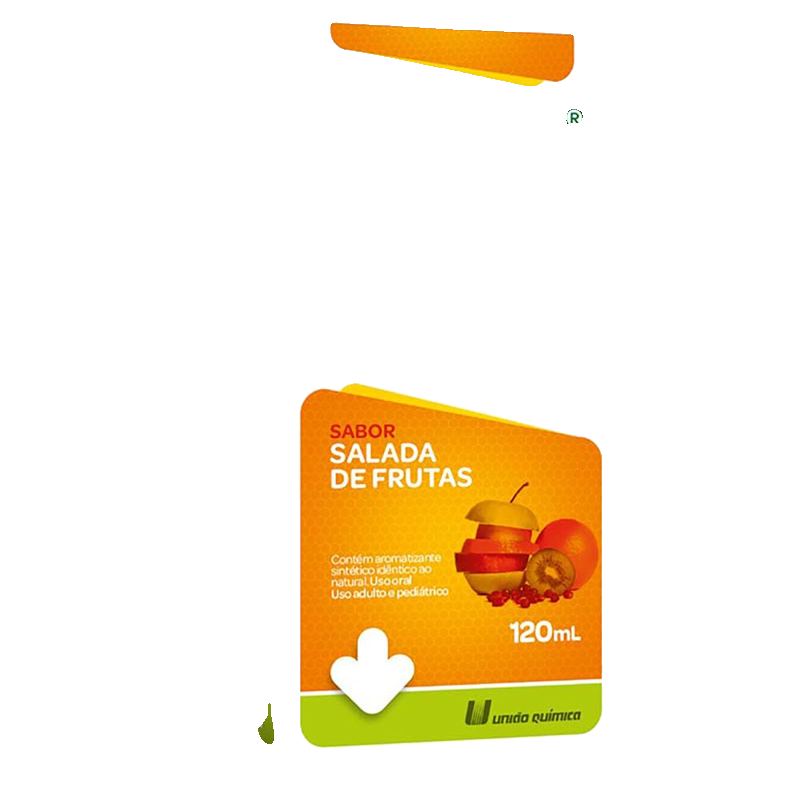 ®
SABOR
SALADA
DE FRUTAS
Contém aromatizante
sintético idêntico ao
natural. Uso oral
Uso adulto e pediátrico
120mL
união química